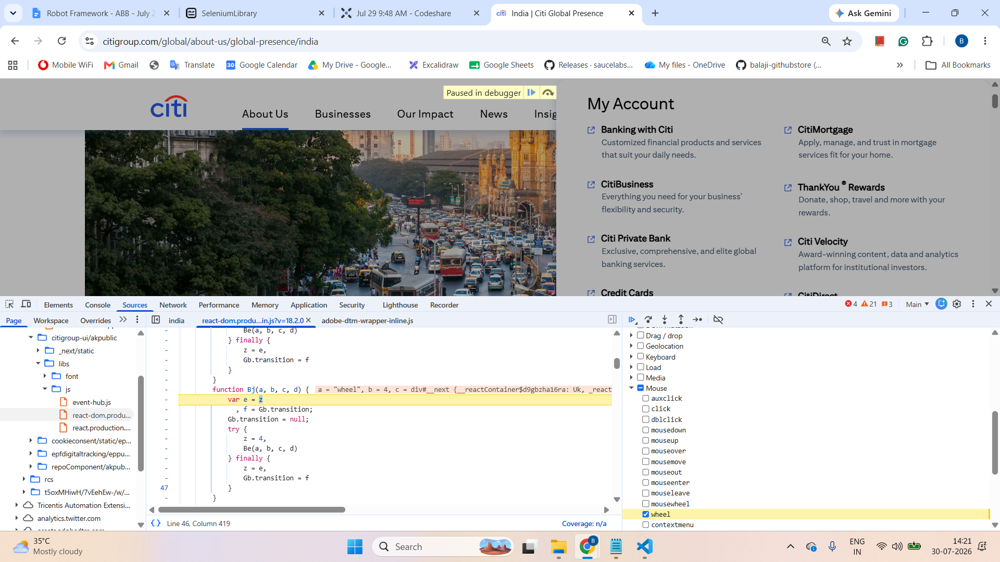 Robot Framework - ABB - July 2
SeleniumLibrary
Jul 29 9:48 AM - Codeshare
India | Citi Global Presence
Ask Gemini
citigroup.com/global/about-us/global-presence/india
B
Mobile WiFi
Gmail
Translate
30
Google Calendar
My Drive - Google...
Excalidraw
Google Sheets
Releases · saucelabs...
My files - OneDrive
balaji-githubstore (...
All Bookmarks
citi
About Us
Businesses
Our Impact
News
Insig
Paused in debugger
My Account
Banking with Citi
Customized financial products and services
that suit your daily needs.
CitiMortgage
Apply, manage, and trust in mortgage
services fit for your home.
CitiBusiness
Everything you need for your business’
flexibility and security.
ThankYou ® Rewards
Donate, shop, travel and more with your
rewards.
Citi Private Bank
Exclusive, comprehensive, and elite global
banking services.
Citi Velocity
Award-winning content, data and analytics
platform for institutional investors.
Credit Cards
CitiDirect
Elements
Console
Sources
Network
Performance
Memory
Application
Security
Lighthouse
Recorder
4
21
3
Main
Page
Workspace
Overrides
india
react-dom.produ...in.js?v=18.2.0
adobe-dtm-wrapper-inline.js
citigroup-ui/akpublic
_next/static
libs
font
js
event-hub.js
react-dom.produ...
react.production....
cookieconsent/static/ep...
epfdigitaltracking/eppu...
repoComponent/akpub...
rcs
t5oxMHiwH/7vEehEw-/w/...
Tricentis Automation Extensi...
analytics.twitter.com
Be(a, b, c, d)
} finally {
z = e,
Gb.transition = f
}
}
function Bj(a, b, c, d) { a = "wheel", b = 4, c = div#__next {__reactContainer$d9gbzha16ra: Uk, _react
var e = z
, f = Gb.transition;
Gb.transition = null;
try {
z = 4,
Be(a, b, c, d)
} finally {
z = e,
Gb.transition = f
47 }
}
Line 46, Column 419
Coverage: n/a
Drag / drop
Geolocation
Keyboard
Load
Media
Mouse
auxclick
click
dblclick
mousedown
mouseup
mouseover
mousemove
mouseout
mouseenter
mouseleave
mousewheel
wheel
contextmenu
35°C
Mostly cloudy
Search
B
ENG
IN
14:21
30-07-2026